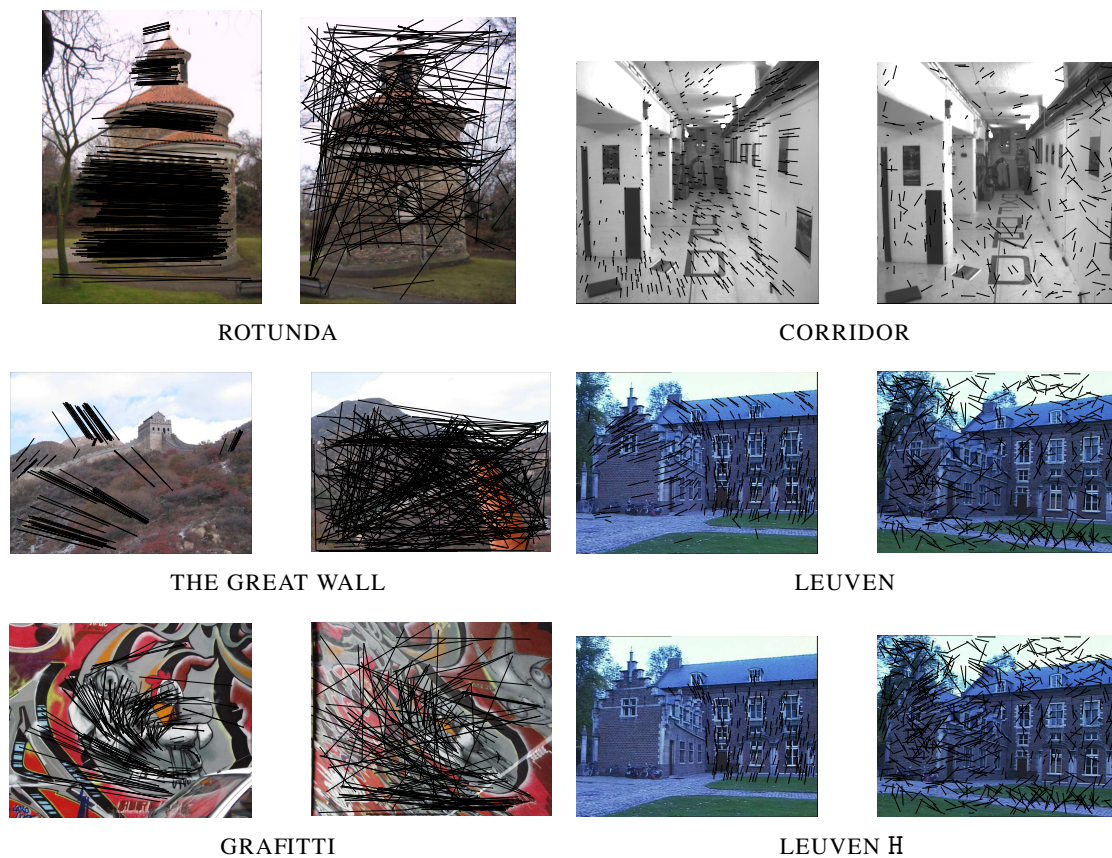 ROTUNDA
CORRIDOR
THE GREAT WALL
LEUVEN
GRAFITTI
LEUVEN H